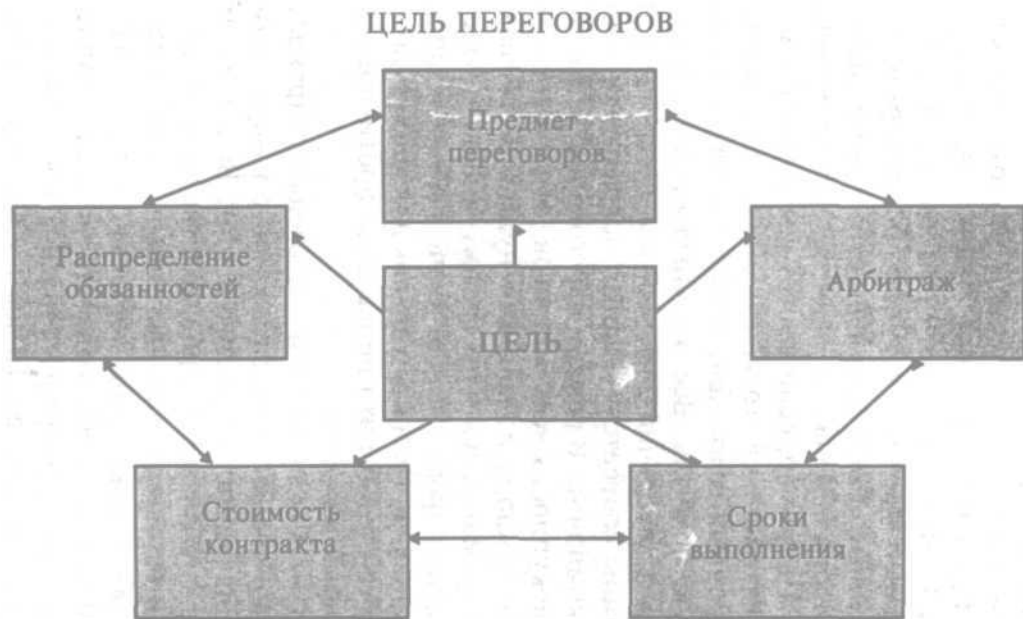 ЦЕЛЬ ПЕРЕГОВОРОВ
Предмет
переговоров
Распределение
обязанностей
Арбитраж
ЦЕЛЬ
Стоимость
контракта
Сроки
выполнения